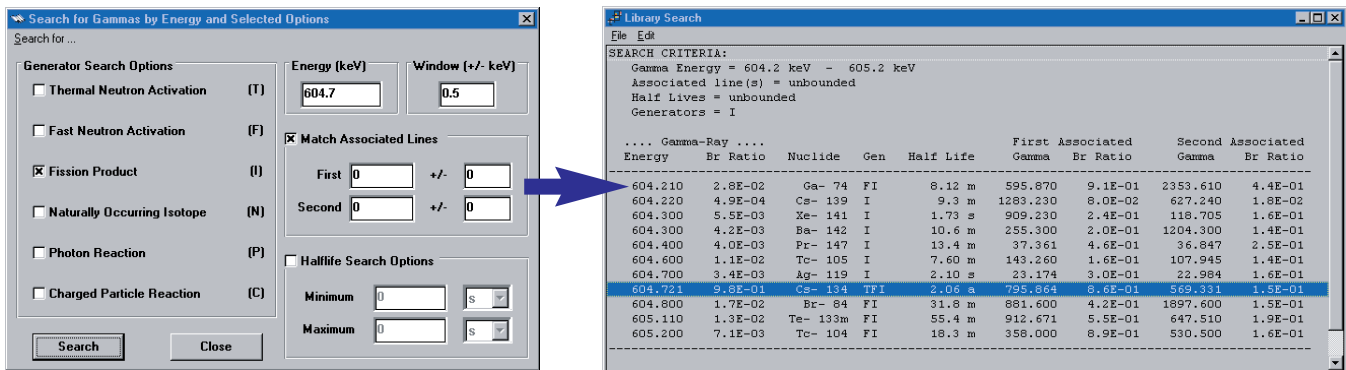 Search for Gammas by Energy and Selected Options
Search for ...
Generator Search Options
Thermal Neutron Activation (T)
Fast Neutron Activation (F)
Fission Product (I)
Naturally Occurring Isotope (N)
Photon Reaction (P)
Charged Particle Reaction (C)
Search Close
Energy (keV)
604.7
Window (+/- keV)
0.5
Match Associated Lines
First 0 +/- 0
Second 0 +/- 0
Halflife Search Options
Minimum 0 s
Maximum 0 s
Library Search
File Edit
SEARCH CRITERIA:
Gamma Energy = 604.2 keV - 605.2 keV
Associated line(s) = unbounded
Half Lives = unbounded
Generators = I
.... Gamma-Ray .... First Associated Second Associated
Energy Br Ratio Nuclide Gen Half Life Gamma Br Ratio Gamma Br Ratio
604.210 2.8E-02 Ga- 74 FI 8.12 m 595.870 9.1E-01 2353.610 4.4E-01
604.220 4.9E-04 Cs- 139 I 9.3 m 1283.230 8.0E-02 627.240 1.8E-02
604.300 5.5E-03 Xe- 141 I 1.73 s 909.230 2.4E-01 118.705 1.6E-01
604.300 4.2E-03 Ba- 142 I 10.6 m 255.300 2.0E-01 1204.300 1.4E-01
604.400 4.0E-03 Pr- 147 I 13.4 m 37.361 4.6E-01 36.847 2.5E-01
604.600 1.1E-02 Tc- 105 I 7.60 m 143.260 1.6E-01 107.945 1.4E-01
604.700 3.4E-03 Ag- 119 I 2.10 s 23.174 3.0E-01 22.984 1.6E-01
604.721 9.8E-01 Cs- 134 TFI 2.06 a 795.864 8.6E-01 569.331 1.5E-01
604.800 1.7E-02 Br- 84 FI 31.8 m 881.600 4.2E-01 1897.600 1.5E-01
605.110 1.3E-02 Te- 133m FI 55.4 m 912.671 5.5E-01 647.510 1.9E-01
605.200 7.1E-03 Tc- 104 FI 18.3 m 358.000 8.9E-01 530.500 1.6E-01